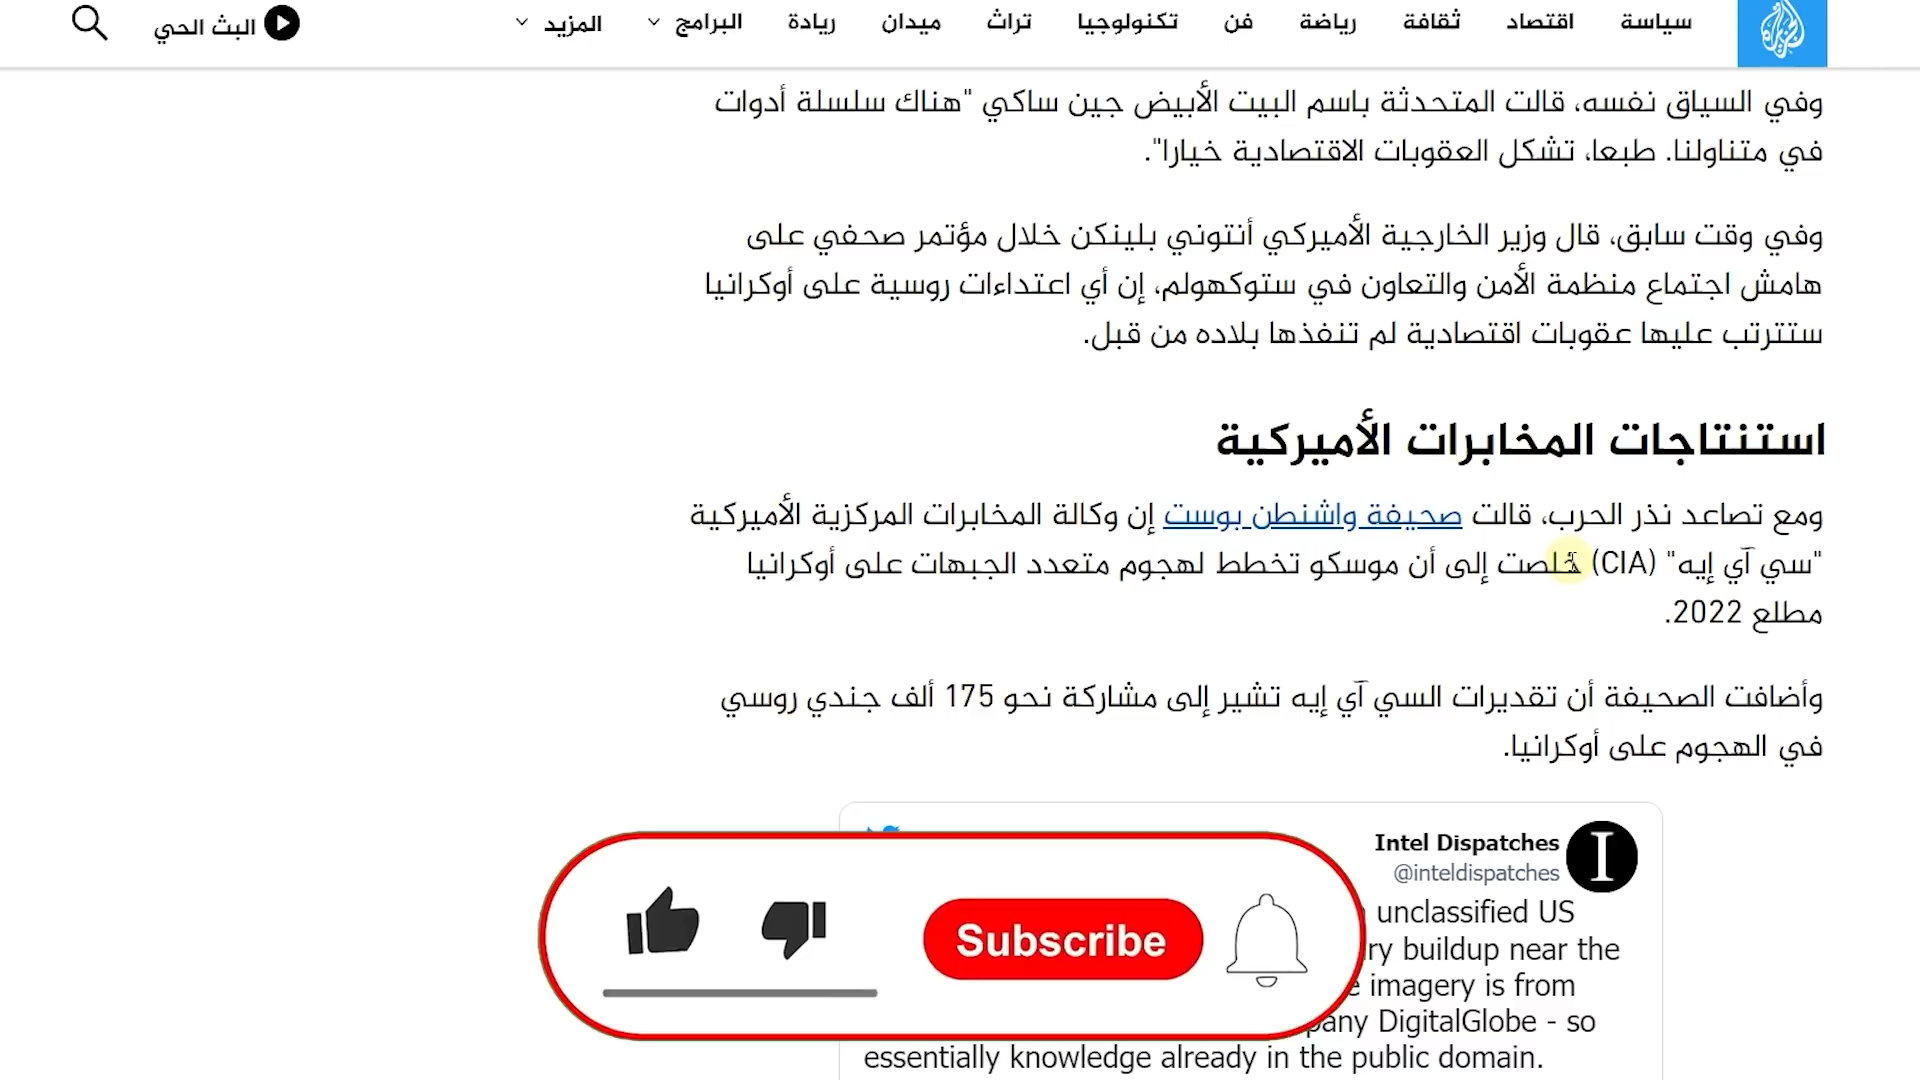 سياسة
اقتصاد
ثقافة
رياضة
فن
تكنولوجيا
تراث
ميدان
ريادة
البرامج
المزيد
البث الحي
وفي السياق نفسه، قالت المتحدثة باسم البيت الأبيض جين ساكي "هناك سلسلة أدوات
في متناولنا. طبعا، تشكل العقوبات الاقتصادية خيارا".
وفي وقت سابق، قال وزير الخارجية الأميركي أنتوني بلينكن خلال مؤتمر صحفي على
هامش اجتماع منظمة الأمن والتعاون في ستوكهولم، إن أي اعتداءات روسية على أوكرانيا
ستترتب عليها عقوبات اقتصادية لم تنفذها بلاده من قبل.
استنتاجات المخابرات الأميركية
ومع تصاعد نذر الحرب، قالت صحيفة واشنطن بوست إن وكالة المخابرات المركزية الأميركية
"سي آي إيه" (CIA) خلصت إلى أن موسكو تخطط لهجوم متعدد الجبهات على أوكرانيا
مطلع 2022.
وأضافت الصحيفة أن تقديرات السي آي إيه تشير إلى مشاركة نحو 175 ألف جندي روسي
في الهجوم على أوكرانيا.
Intel Dispatches
@inteldispatches
unclassified US
buildup near the
imagery is from
DigitalGlobe - so
essentially knowledge already in the public domain.
Subscribe